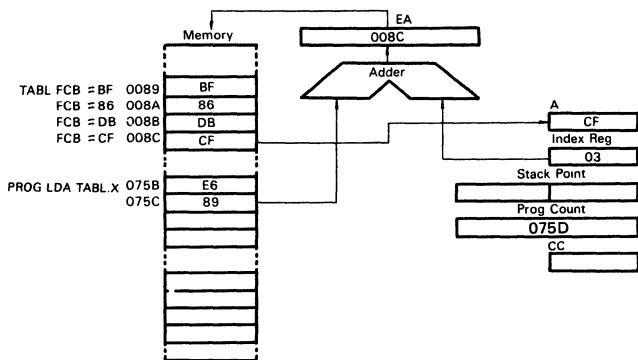 EA
Memory
008C
Adder
TABL FCB = BF 0089 BF
FCB = 86 008A 86
FCB = DB 008B DB
FCB = CF 008C CF
A
CF
Index Reg
03
Stack Point
PROG LDA TABL.X 075B E6
075C 89
Prog Count
075D
CC